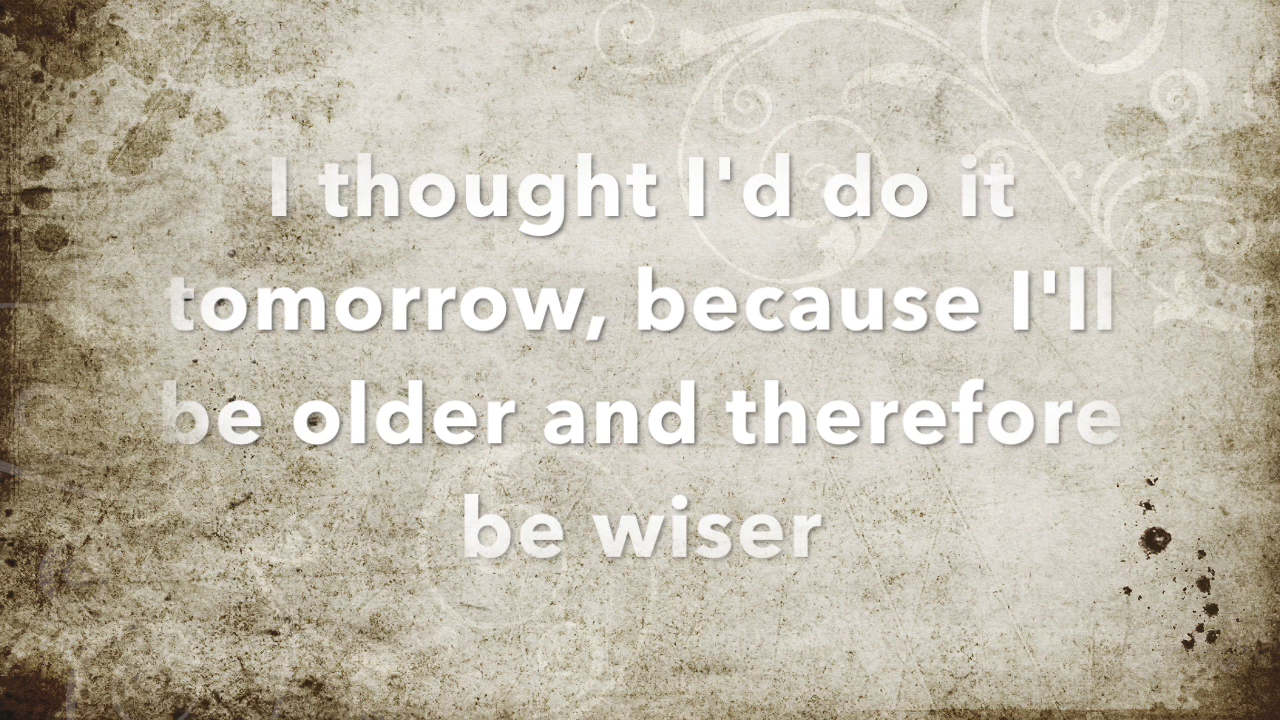 I thought I'd do it
tomorrow, because I'll
be older and therefore
be wiser